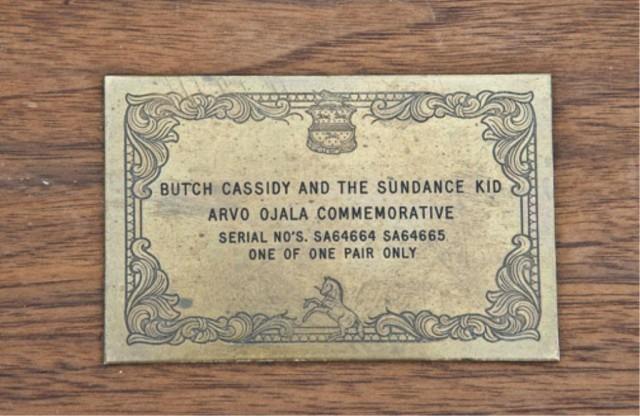 BUTCH CASSIDY AND THE SUNDANCE KID
ARVO OJALA COMMEMORATIVE
SERIAL NO'S. SA64664 SA64665
ONE OF ONE PAIR ONLY